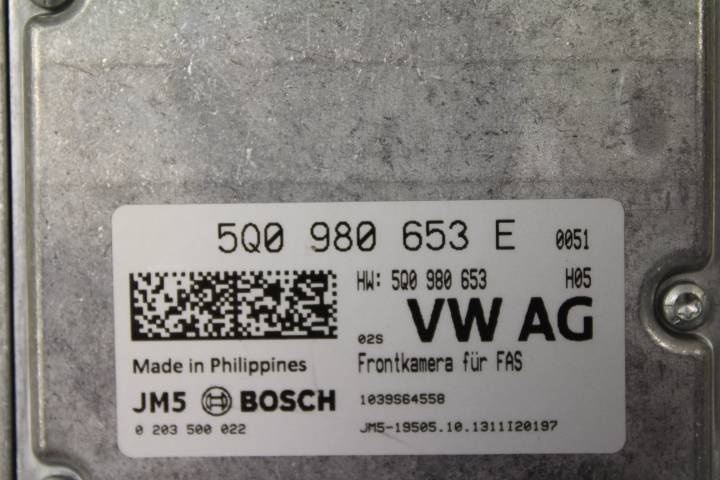 5Q0 980 653 E 0051
HW: 5Q0 980 653 H05
02S VW AG
Made in Philippines
Frontkamera für FAS
JM5 BOSCH
1039S64558
0 203 500 022
JM5-19505.10.1311I20197